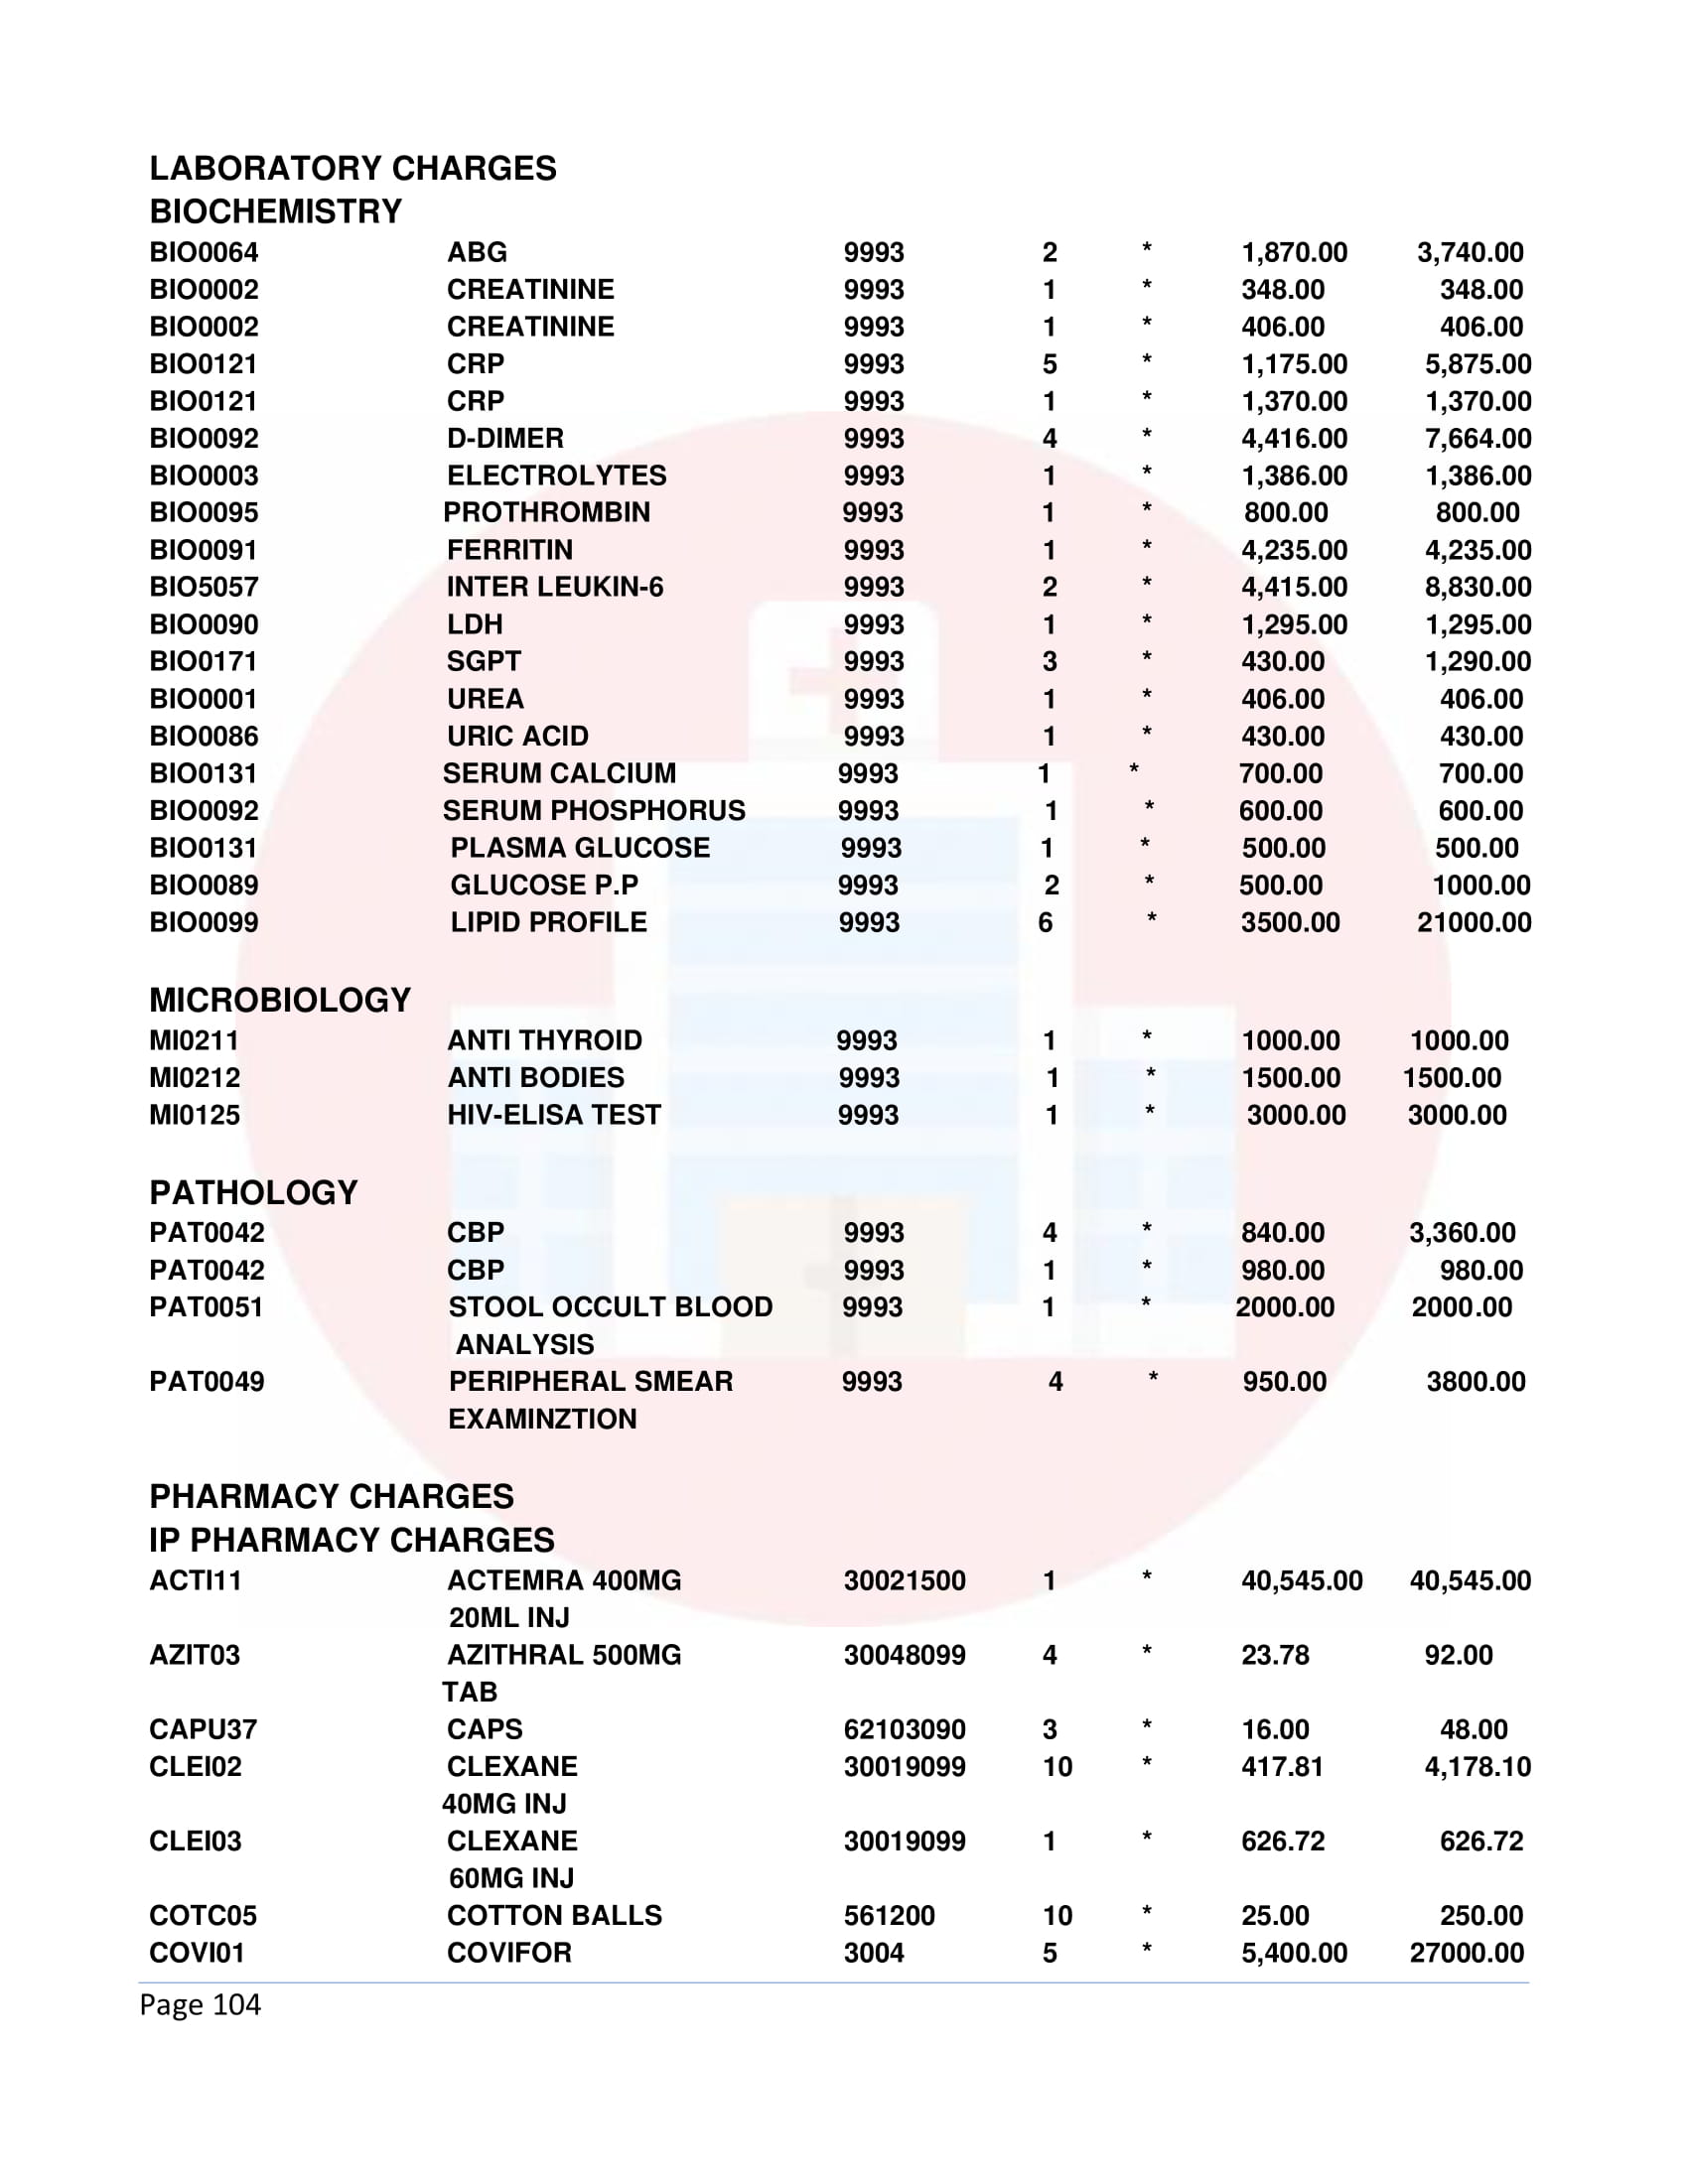 LABORATORY CHARGES
BIOCHEMISTRY
BIO0064 ABG 9993 2 * 1,870.00 3,740.00
BIO0002 CREATININE 9993 1 * 348.00 348.00
BIO0002 CREATININE 9993 1 * 406.00 406.00
BIO0121 CRP 9993 5 * 1,175.00 5,875.00
BIO0121 CRP 9993 1 * 1,370.00 1,370.00
BIO0092 D-DIMER 9993 4 * 4,416.00 7,664.00
BIO0003 ELECTROLYTES 9993 1 * 1,386.00 1,386.00
BIO0095 PROTHROMBIN 9993 1 * 800.00 800.00
BIO0091 FERRITIN 9993 1 * 4,235.00 4,235.00
BIO5057 INTER LEUKIN-6 9993 2 * 4,415.00 8,830.00
BIO0090 LDH 9993 1 * 1,295.00 1,295.00
BIO0171 SGPT 9993 3 * 430.00 1,290.00
BIO0001 UREA 9993 1 * 406.00 406.00
BIO0086 URIC ACID 9993 1 * 430.00 430.00
BIO0131 SERUM CALCIUM 9993 1 * 700.00 700.00
BIO0092 SERUM PHOSPHORUS 9993 1 * 600.00 600.00
BIO0131 PLASMA GLUCOSE 9993 1 * 500.00 500.00
BIO0089 GLUCOSE P.P 9993 2 * 500.00 1000.00
BIO0099 LIPID PROFILE 9993 6 * 3500.00 21000.00
MICROBIOLOGY
MI0211 ANTI THYROID 9993 1 * 1000.00 1000.00
MI0212 ANTI BODIES 9993 1 * 1500.00 1500.00
MI0125 HIV-ELISA TEST 9993 1 * 3000.00 3000.00
PATHOLOGY
PAT0042 CBP 9993 4 * 840.00 3,360.00
PAT0042 CBP 9993 1 * 980.00 980.00
PAT0051 STOOL OCCULT BLOOD 9993 1 * 2000.00 2000.00
ANALYSIS
PAT0049 PERIPHERAL SMEAR 9993 4 * 950.00 3800.00
EXAMINZTION
PHARMACY CHARGES
IP PHARMACY CHARGES
ACTI11 ACTEMRA 400MG 30021500 1 * 40,545.00 40,545.00
20ML INJ
AZIT03 AZITHRAL 500MG 30048099 4 * 23.78 92.00
TAB
CAPU37 CAPS 62103090 3 * 16.00 48.00
CLEI02 CLEXANE 30019099 10 * 417.81 4,178.10
40MG INJ
CLEI03 CLEXANE 30019099 1 * 626.72 626.72
60MG INJ
COTC05 COTTON BALLS 561200 10 * 25.00 250.00
COVI01 COVIFOR 3004 5 * 5,400.00 27000.00
Page 104